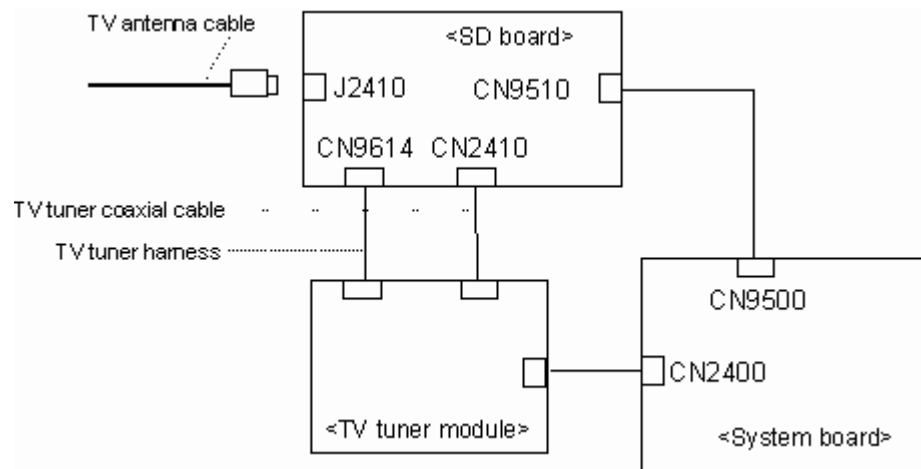 TV antenna cable
<SD board>
J2410
CN9510
CN9614
CN2410
TV tuner coaxial cable
TV tuner harness
CN9500
CN2400
<TV tuner module>
<System board>